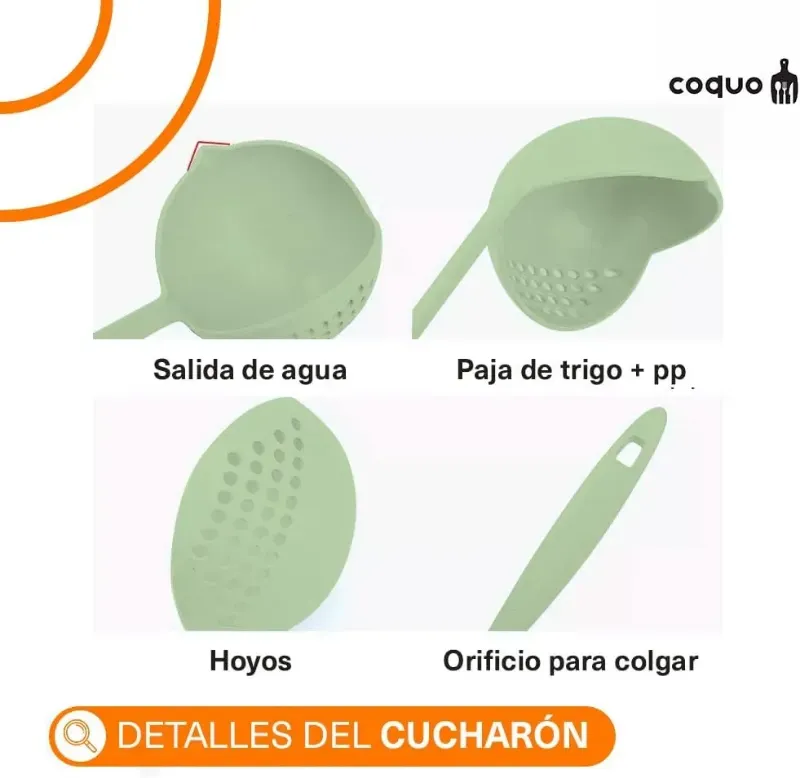 coquo
Salida de agua
Paja de trigo + pp
Hoyos
Orificio para colgar
DETALLES DEL CUCHARÓN